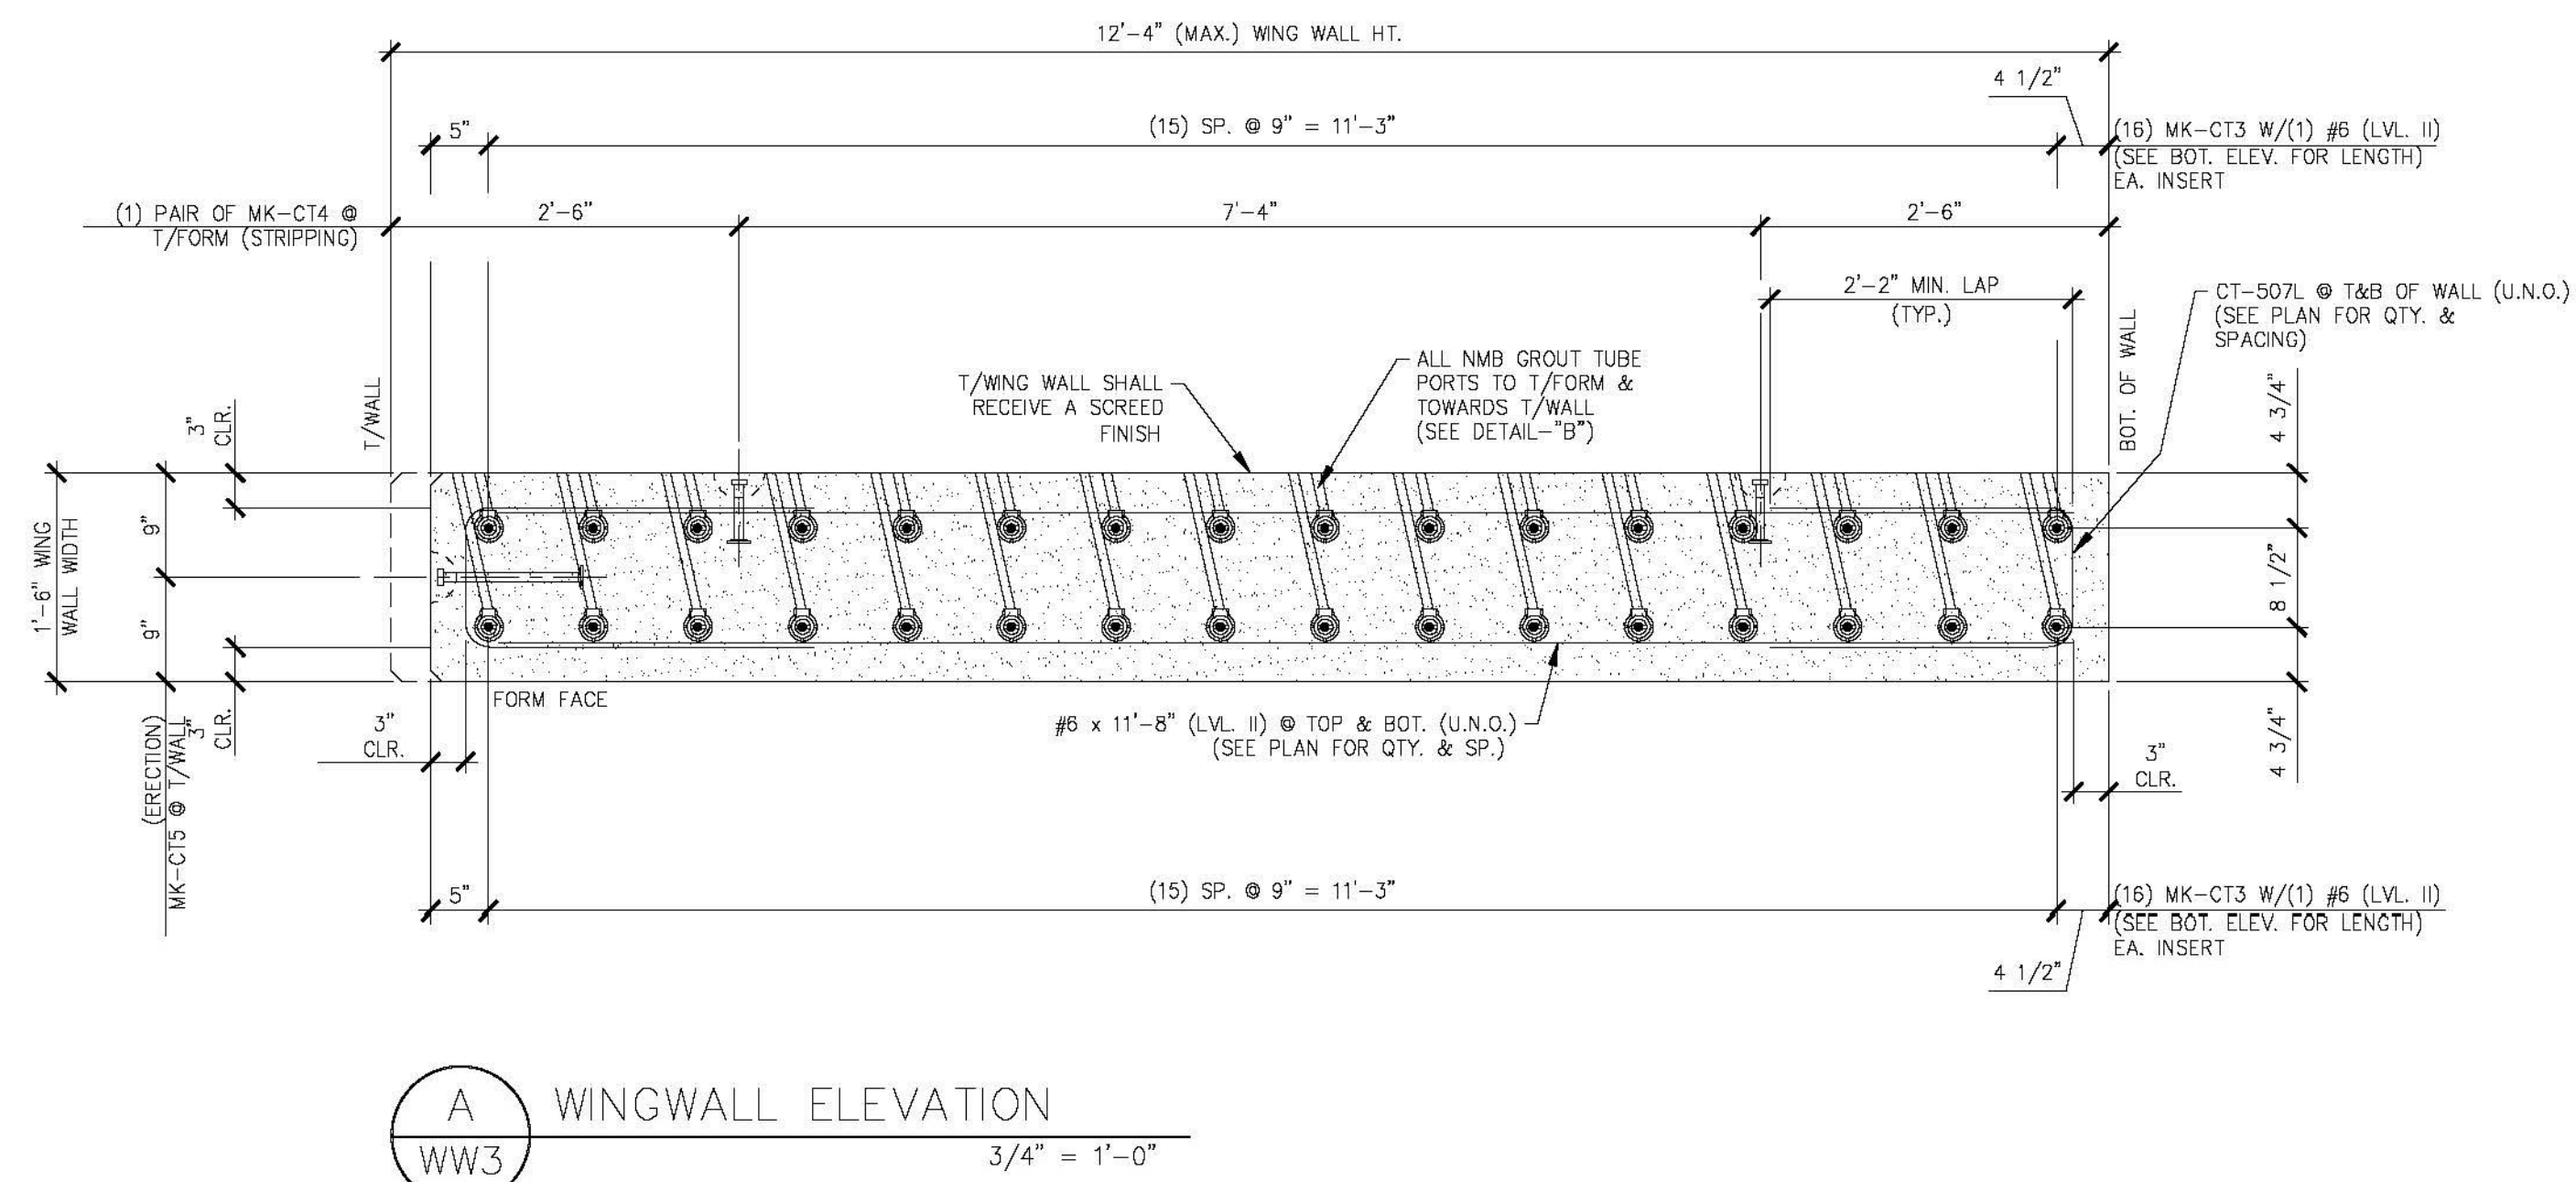 12'-4" (MAX.) WING WALL HT.
4 1/2"
5"
(15) SP. @ 9" = 11'-3"
(16) MK-CT3 W/(1) #6 (LVL. II)
(SEE BOT. ELEV. FOR LENGTH)
EA. INSERT
(1) PAIR OF MK-CT4 @
T/FORM (STRIPPING)
2'-6"
7'-4"
2'-6"
2'-2" MIN. LAP
(TYP.)
CT-507L @ T&B OF WALL (U.N.O.)
(SEE PLAN FOR QTY. &
SPACING)
BOT. OF WALL
T/WALL
T/WING WALL SHALL
RECEIVE A SCREED
FINISH
ALL NMB GROUT TUBE
PORTS TO T/FORM &
TOWARDS T/WALL
(SEE DETAIL-"B")
3"
CLR.
4 3/4"
1'-6" WING
WALL WIDTH
9"
9"
8 1/2"
4 3/4"
3"
CLR.
(ERECTION)
MK-CT5 @ T/WALL
FORM FACE
3"
CLR.
#6 x 11'-8" (LVL. II) @ TOP & BOT. (U.N.O.)
(SEE PLAN FOR QTY. & SP.)
3"
CLR.
5"
(15) SP. @ 9" = 11'-3"
(16) MK-CT3 W/(1) #6 (LVL. II)
(SEE BOT. ELEV. FOR LENGTH)
EA. INSERT
4 1/2"
A
WINGWALL ELEVATION
WW3
3/4" = 1'-0"